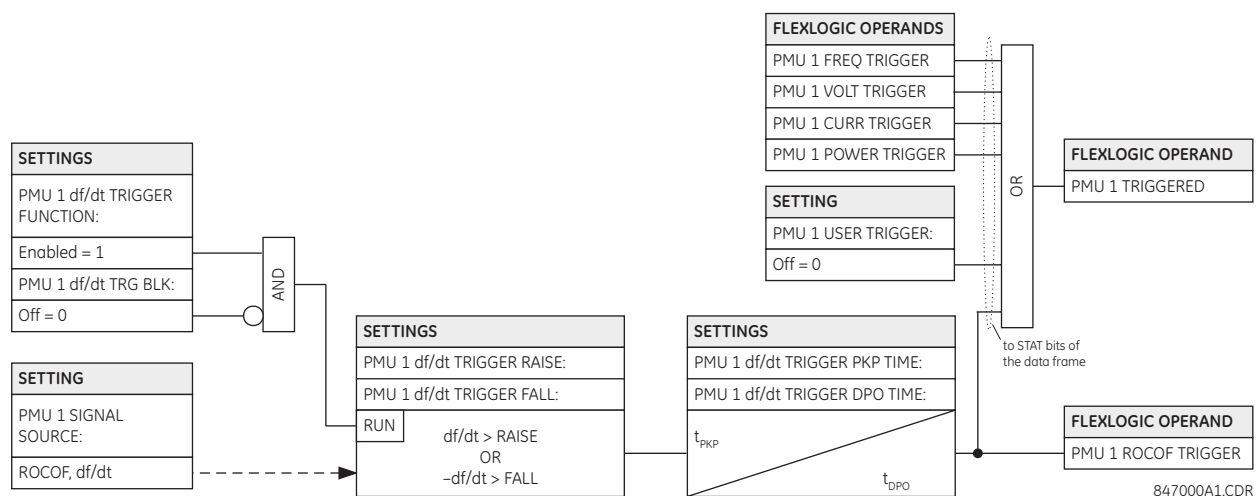 FLEXLOGIC OPERANDS
PMU 1 FREQ TRIGGER
PMU 1 VOLT TRIGGER
PMU 1 CURR TRIGGER
PMU 1 POWER TRIGGER
SETTING
PMU 1 USER TRIGGER:
Off = 0
OR
to STAT bits of
the data frame
FLEXLOGIC OPERAND
PMU 1 TRIGGERED
SETTINGS
PMU 1 df/dt TRIGGER
FUNCTION:
Enabled = 1
PMU 1 df/dt TRG BLK:
Off = 0
AND
SETTING
PMU 1 SIGNAL
SOURCE:
ROCOF, df/dt
SETTINGS
PMU 1 df/dt TRIGGER RAISE:
PMU 1 df/dt TRIGGER FALL:
RUN
df/dt > RAISE
OR
–df/dt > FALL
SETTINGS
PMU 1 df/dt TRIGGER PKP TIME:
PMU 1 df/dt TRIGGER DPO TIME:
tPKP
tDPO
FLEXLOGIC OPERAND
PMU 1 ROCOF TRIGGER
847000A1.CDR